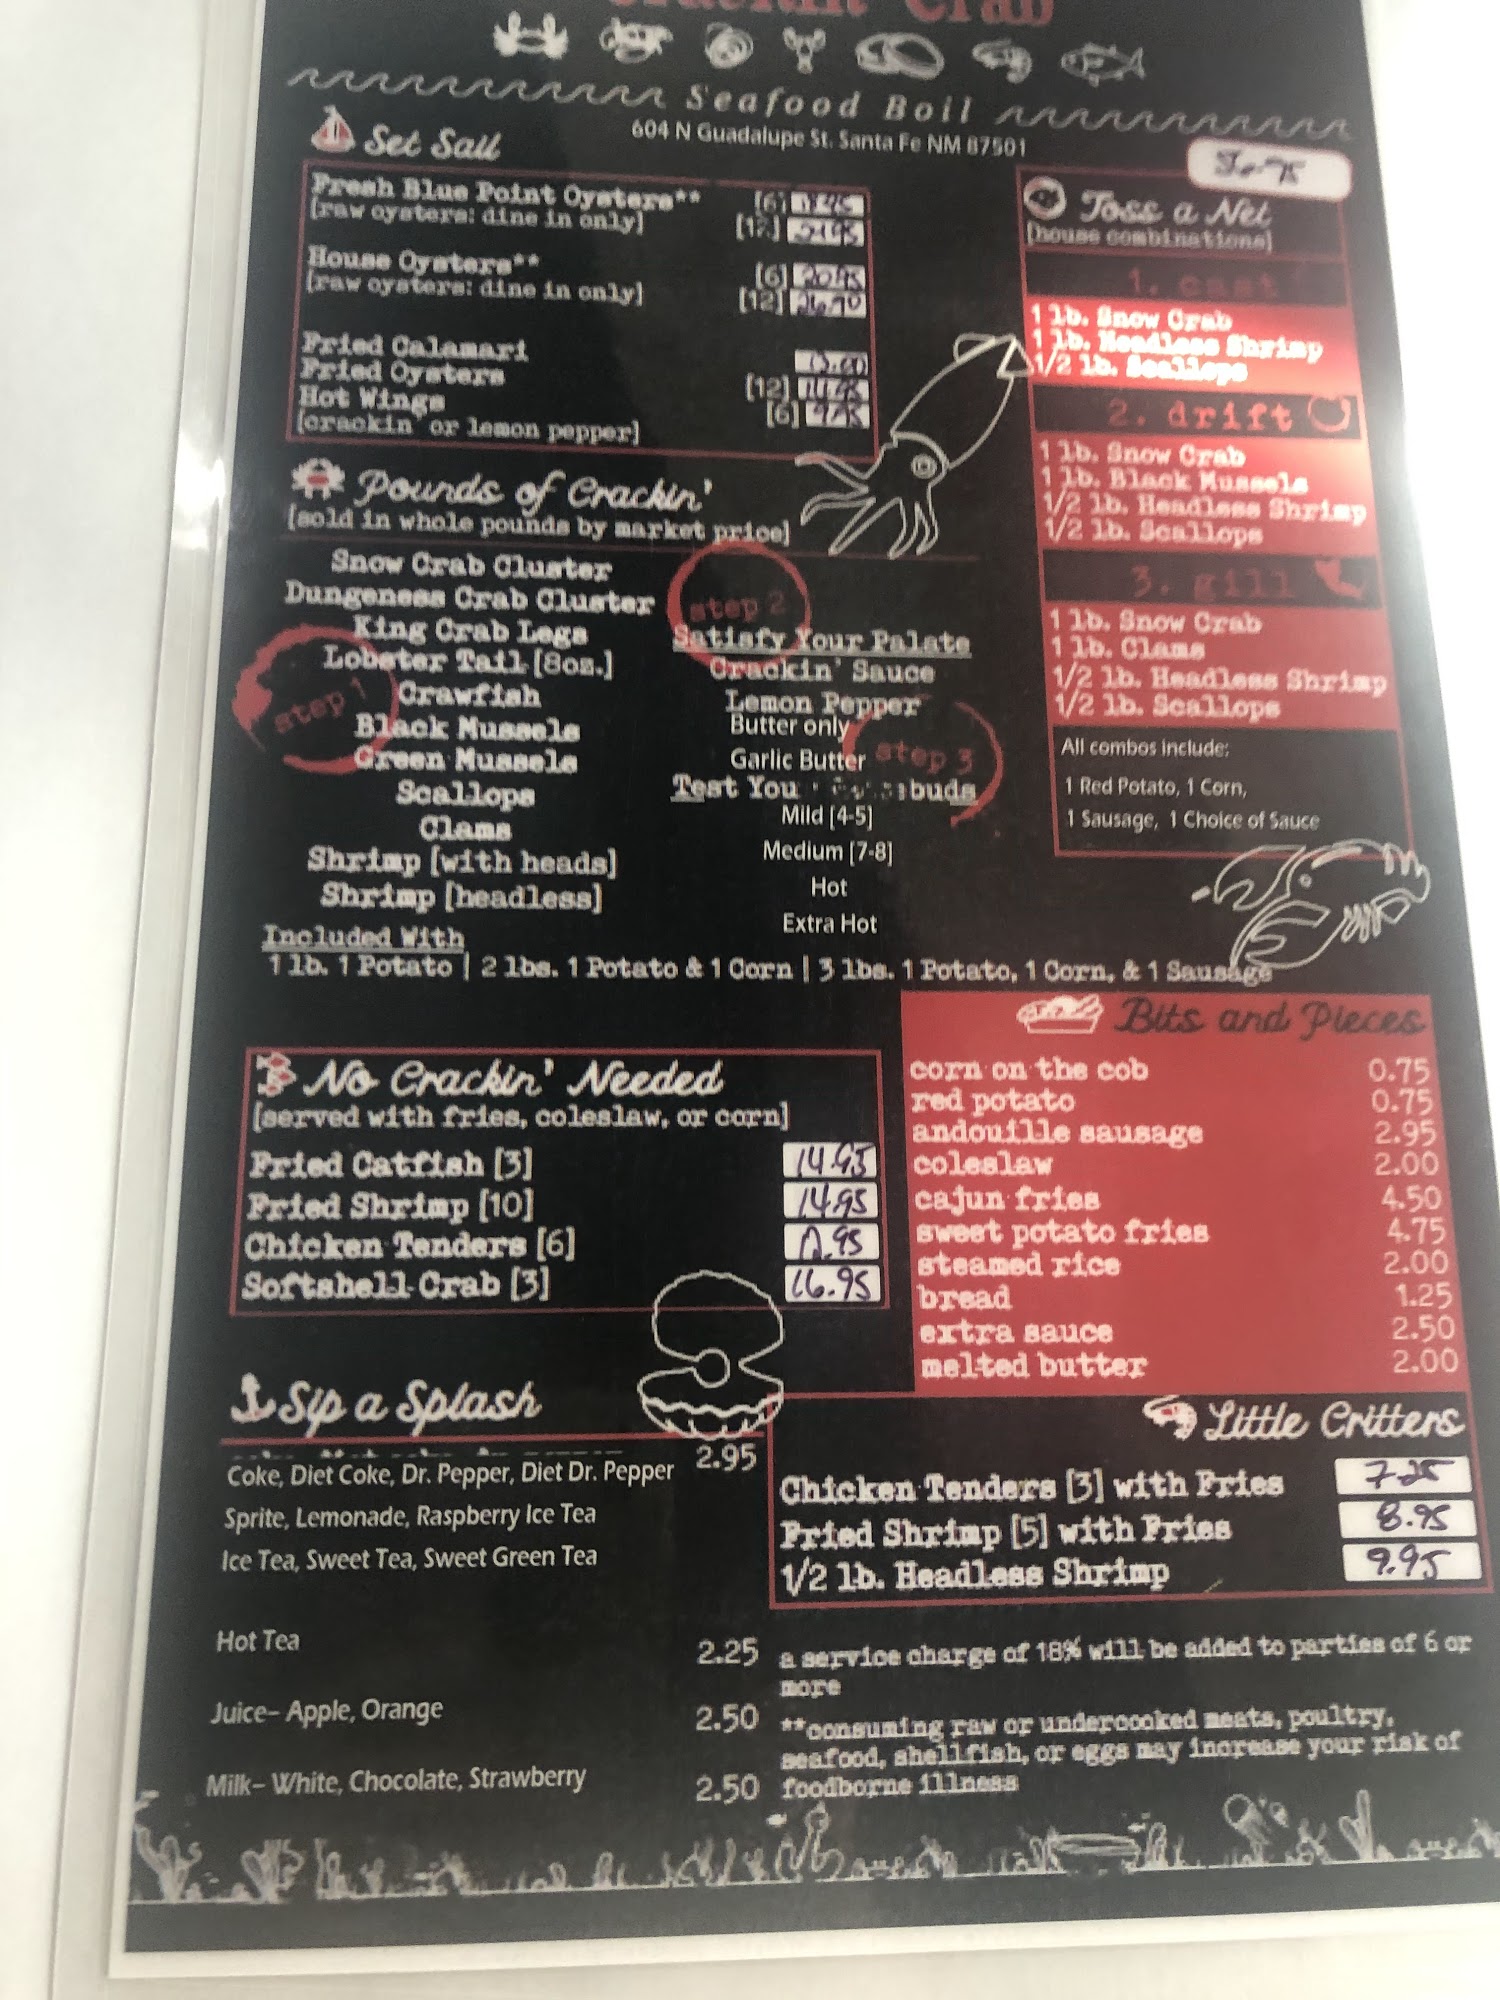 Crab
Seafood Boil
604 N Guadalupe St. Santa Fe NM 87501
Set Sail
Fresh Blue Point Oysters** [6]
[raw oysters: dine in only] [12]
House Oysters** [6] 20.95
[raw oysters: dine in only] [12] 26.90
Fried Calamari
Fried Oysters [12] 14.95
Hot Wings [6]
[crackin' or lemon pepper]
Toss a Net
[house combinations]
1. cast
1 lb. Snow Crab
1 lb. Headless Shrimp
1/2 lb. Scallops
2. drift
1 lb. Snow Crab
1 lb. Black Mussels
1/2 lb. Headless Shrimp
1/2 lb. Scallops
3. gill
1 lb. Snow Crab
1 lb. Clams
1/2 lb. Headless Shrimp
1/2 lb. Scallops
All combos include:
1 Red Potato, 1 Corn,
1 Sausage, 1 Choice of Sauce
Pounds of Crackin'
[sold in whole pounds by market price]
step 1
Snow Crab Cluster
Dungeness Crab Cluster
King Crab Legs
Lobster Tail [8oz.]
Crawfish
Black Mussels
Green Mussels
Scallops
Clams
Shrimp [with heads]
Shrimp [headless]
step 2
Satisfy Your Palate
Crackin' Sauce
Lemon Pepper
Butter only
Garlic Butter
step 3
Test You
Mild [4-5]
Medium [7-8]
Hot
Extra Hot
Included With
1 lb. 1 Potato | 2 lbs. 1 Potato & 1 Corn | 3 lbs. 1 Potato, 1 Corn, & 1 Sausage
No Crackin' Needed
[served with fries, coleslaw, or corn]
Fried Catfish [3] 14.95
Fried Shrimp [10] 14.95
Chicken Tenders [6] 12.95
Softshell Crab [3] 16.95
Bits and Pieces
corn on the cob 0.75
red potato 0.75
andouille sausage 2.95
coleslaw 2.00
cajun fries 4.50
sweet potato fries 4.75
steamed rice 2.00
bread 1.25
extra sauce 2.50
melted butter 2.00
Sip a Splash
2.95
Coke, Diet Coke, Dr. Pepper, Diet Dr. Pepper
Sprite, Lemonade, Raspberry Ice Tea
Ice Tea, Sweet Tea, Sweet Green Tea
Hot Tea 2.25
Juice– Apple, Orange 2.50
Milk– White, Chocolate, Strawberry 2.50
Little Critters
Chicken Tenders [3] with Fries 7.25
Fried Shrimp [5] with Fries 8.95
1/2 lb. Headless Shrimp 9.95
a service charge of 18% will be added to parties of 6 or
more
**consuming raw or undercooked meats, poultry,
seafood, shellfish, or eggs may increase your risk of
foodborne illness